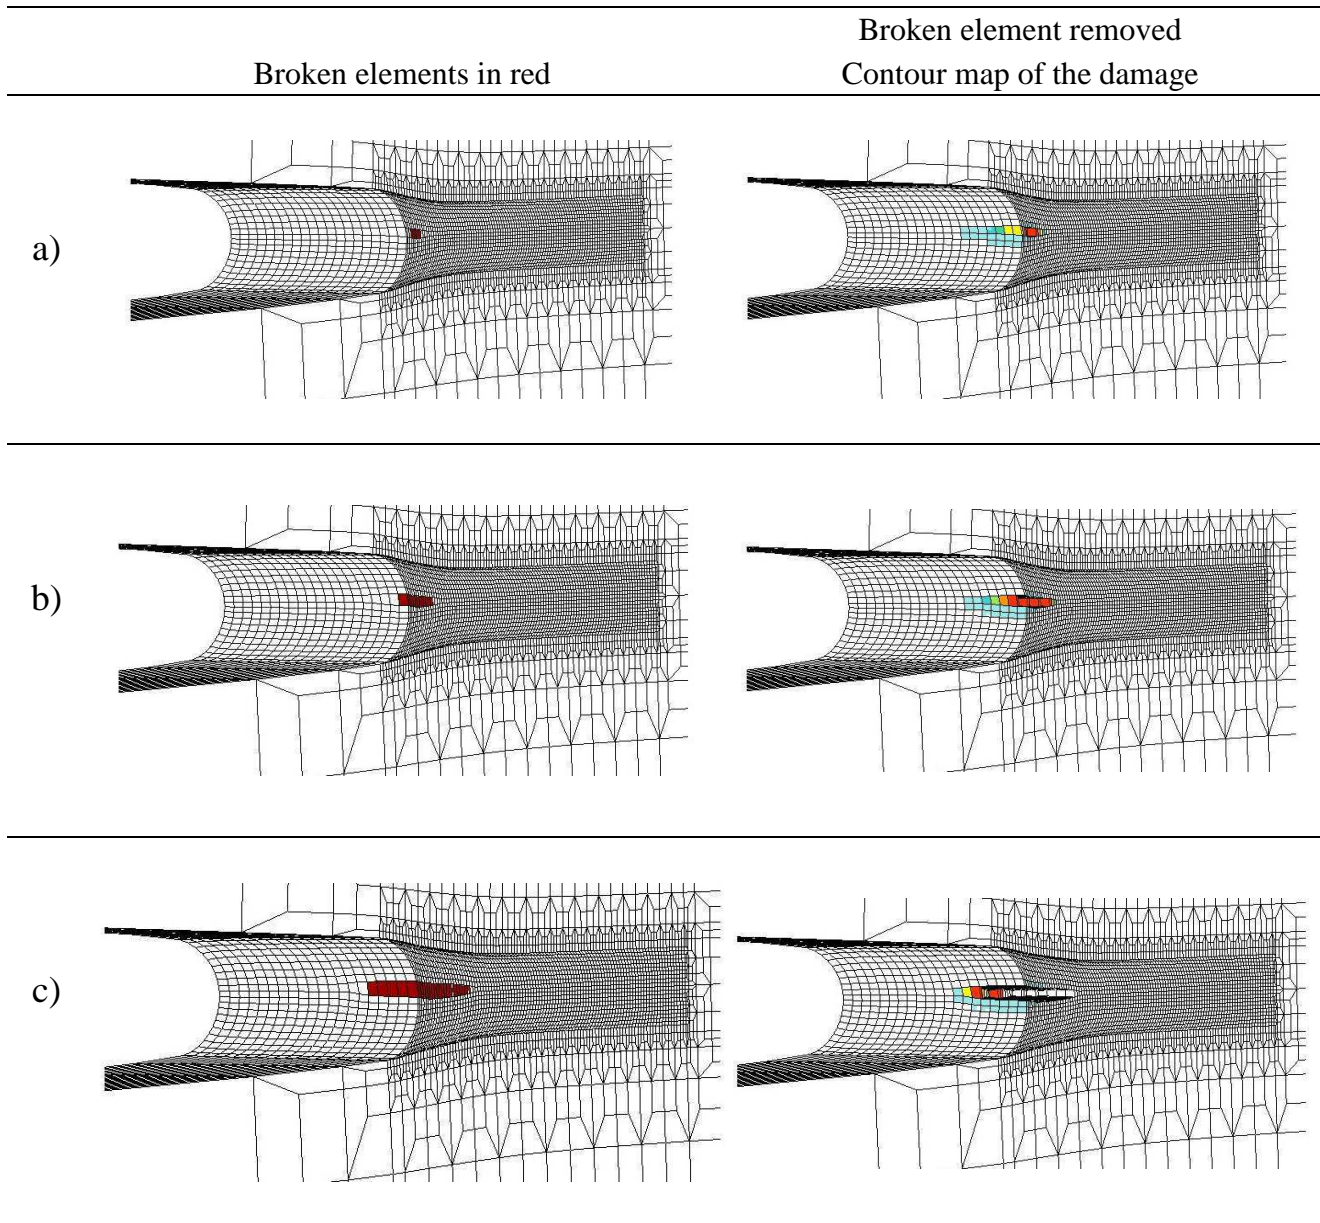 Broken elements in red
Broken element removed
Contour map of the damage
a)
b)
c)